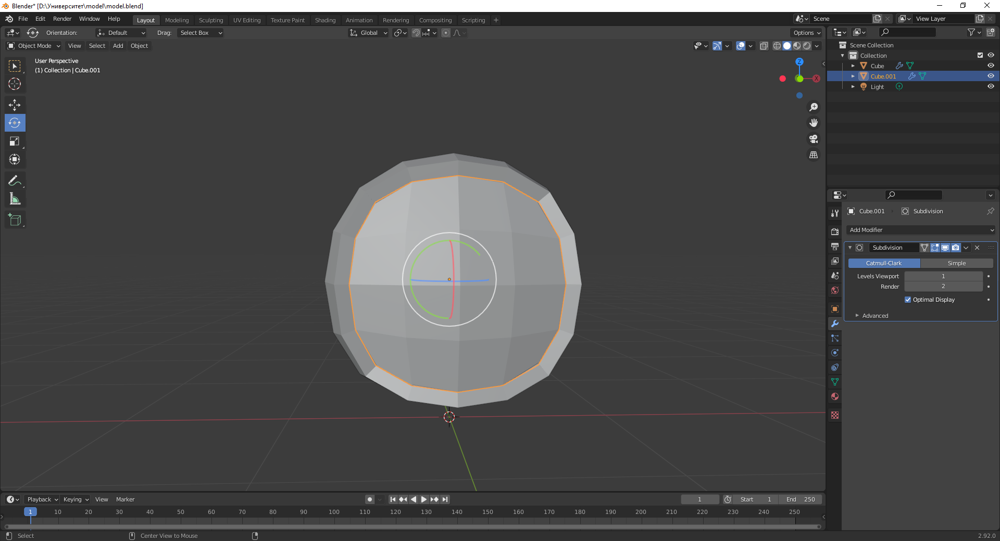 Blender* [D:\Университет\model\model.blend]
File Edit Render Window Help Layout Modeling Sculpting UV Editing Texture Paint Shading Animation Rendering Compositing Scripting + Scene View Layer
Orientation: Default Drag: Select Box Global Options
Object Mode View Select Add Object
User Perspective
(1) Collection | Cube.001
Z
X
Scene Collection
Collection
Cube
Cube.001
Light
Cube.001 Subdivision
Add Modifier
Subdivision
Catmull-Clark Simple
Levels Viewport 1
Render 2
Optimal Display
Advanced
Playback Keying View Marker 1 Start 1 End 250
1 10 20 30 40 50 60 70 80 90 100 110 120 130 140 150 160 170 180 190 200 210 220 230 240 250
Select Center View to Mouse 2.92.0